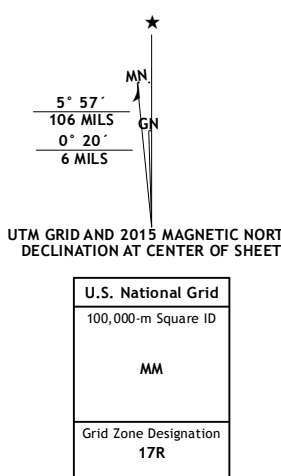 MN
5° 57´
106 MILS
GN
0° 20´
6 MILS
UTM GRID AND 2015 MAGNETIC NORT
DECLINATION AT CENTER OF SHEET
U.S. National Grid
100,000-m Square ID
MM
Grid Zone Designation
17R